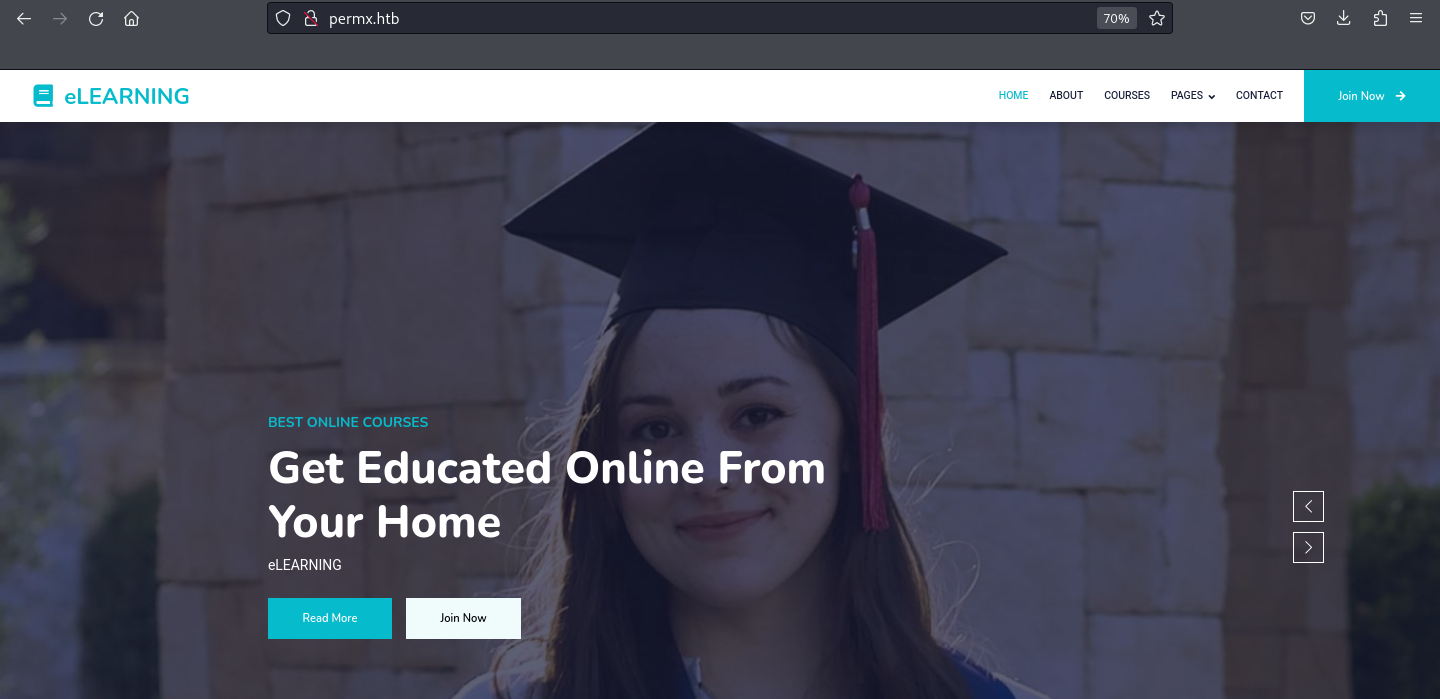 permx.htb
70%
eLEARNING
HOME
ABOUT
COURSES
PAGES
CONTACT
Join Now
BEST ONLINE COURSES
Get Educated Online From
Your Home
eLEARNING
Read More
Join Now